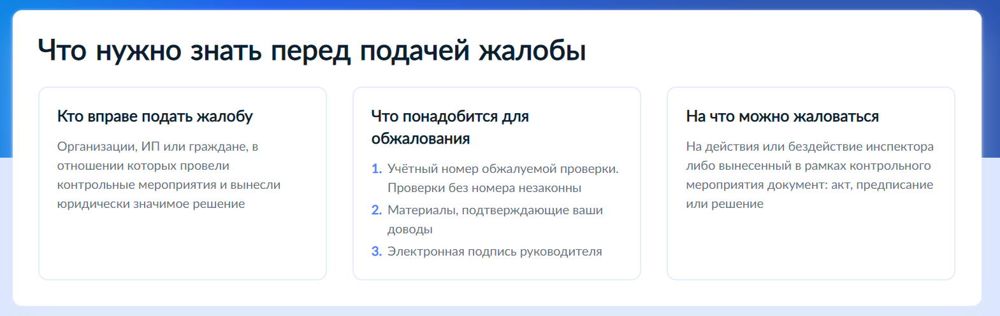 Что нужно знать перед подачей жалобы
Кто вправе подать жалобу
Организации, ИП или граждане, в
отношении которых провели
контрольные мероприятия и вынесли
юридически значимое решение
Что понадобится для
обжалования
1. Учётный номер обжалуемой проверки.
Проверки без номера незаконны
2. Материалы, подтверждающие ваши
доводы
3. Электронная подпись руководителя
На что можно жаловаться
На действия или бездействие инспектора
либо вынесенный в рамках контрольного
мероприятия документ: акт, предписание
или решение